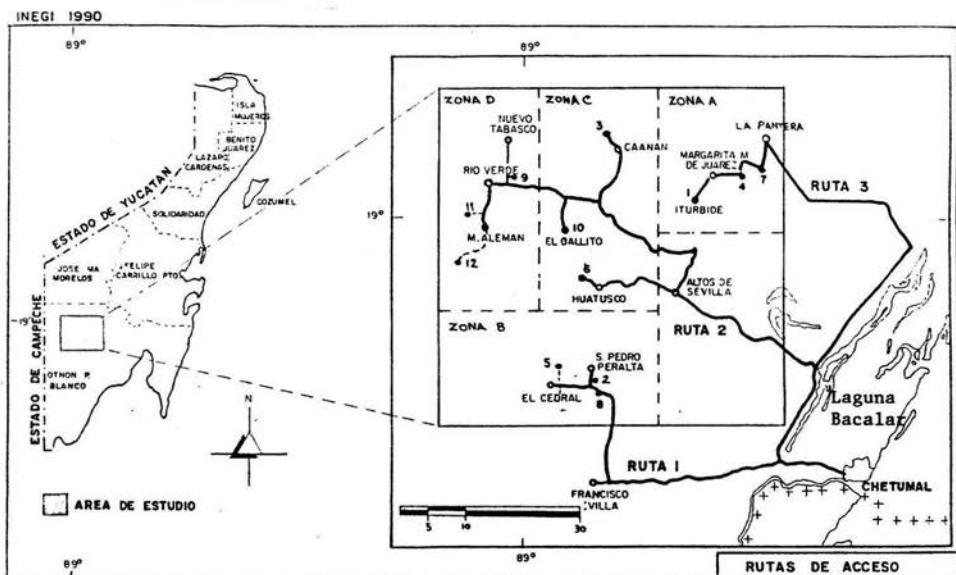 INEGI 1990
89°
89°
ISLA
MUJEROS
BENITO
JUAREZ
LAZARO
CARDENAS
COZUMEL
SOLIDARIDAD
ESTADO DE YUCATAN
JOSE MA
MORELOS
FELIPE
CARRILLO PTO.
19°
ESTADO DE CAMPECHE
OTHON P.
BLANCO
N
AREA DE ESTUDIO
89°
ZONA D
ZONA C
ZONA A
NUEVO
TABASCO
3
CAANAN
LA PANTERA
MARGARITA M.
DE JUAREZ
RIO VERDE
9
4
7
RUTA 3
1
ITURBIDE
19°
11
M. ALEMAN
10
EL GALLITO
12
6
HUATUSCO
ALTOS DE
SEVILLA
ZONA B
RUTA 2
5
S. PEDRO
PERALTA
2
EL CEDRAL
8
Laguna
Bacalar
RUTA 1
CHETUMAL
FRANCISCO
VILLA
5
10
30
89°
RUTAS DE ACCESO